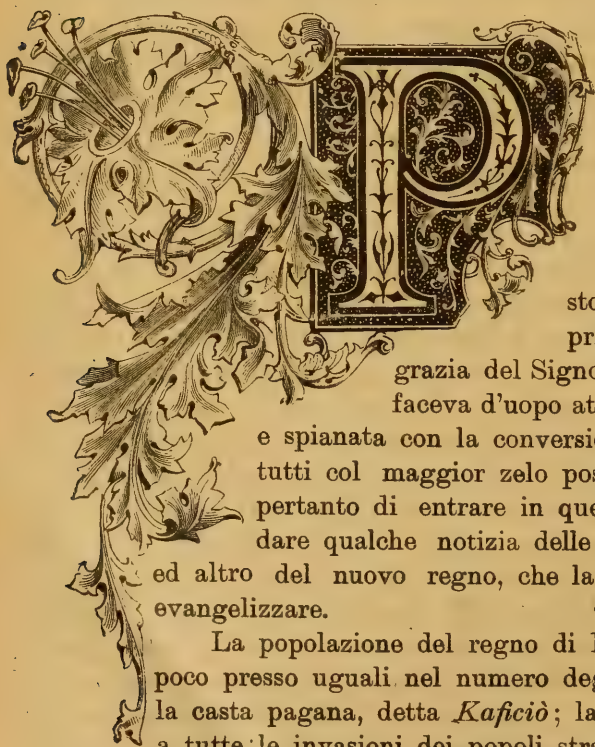 P
sto
pr
grazia del Signo
faceva d'uopo at
e spianata con la conversi
tutti col maggior zelo pos
pertanto di entrare in que
dare qualche notizia delle
ed altro del nuovo regno, che la
evangelizzare.
La popolazione del regno di
poco presso uguali nel numero deg
la casta pagana, detta Kaficiò; la
a tutte le invasioni dei popoli str